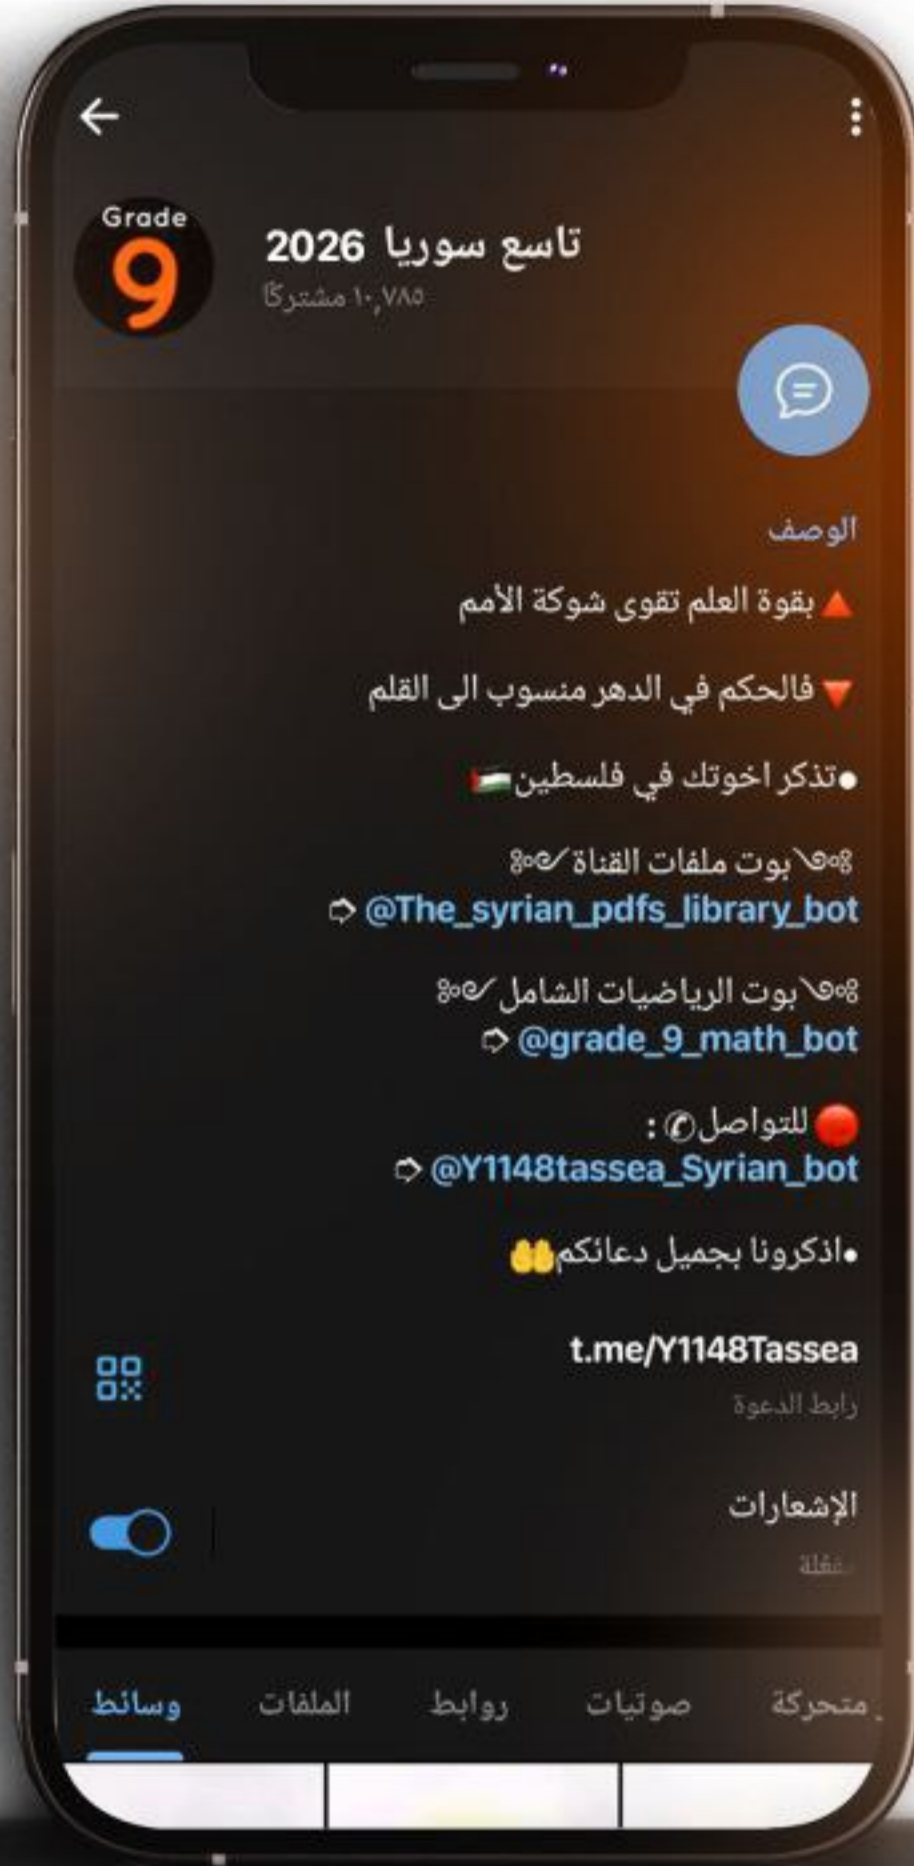 Grade
9
تاسع سوريا 2026
١٠,٧٨٥ مشتركًا
الوصف
🔺بقوة العلم تقوى شوكة الأمم
🔻فالحكم في الدهر منسوب الى القلم
•تذكر اخوتك في فلسطين🇵🇸
༺بوت ملفات القناة༻
➩ @The_syrian_pdfs_library_bot
༺بوت الرياضيات الشامل༻
➩ @grade_9_math_bot
🔴للتواصل✆ :
➩ @Y1148tassea_Syrian_bot
•اذكرونا بجميل دعائكم🤲
t.me/Y1148Tassea
رابط الدعوة
الإشعارات
مفعّلة
متحركة
صوتيات
روابط
الملفات
وسائط